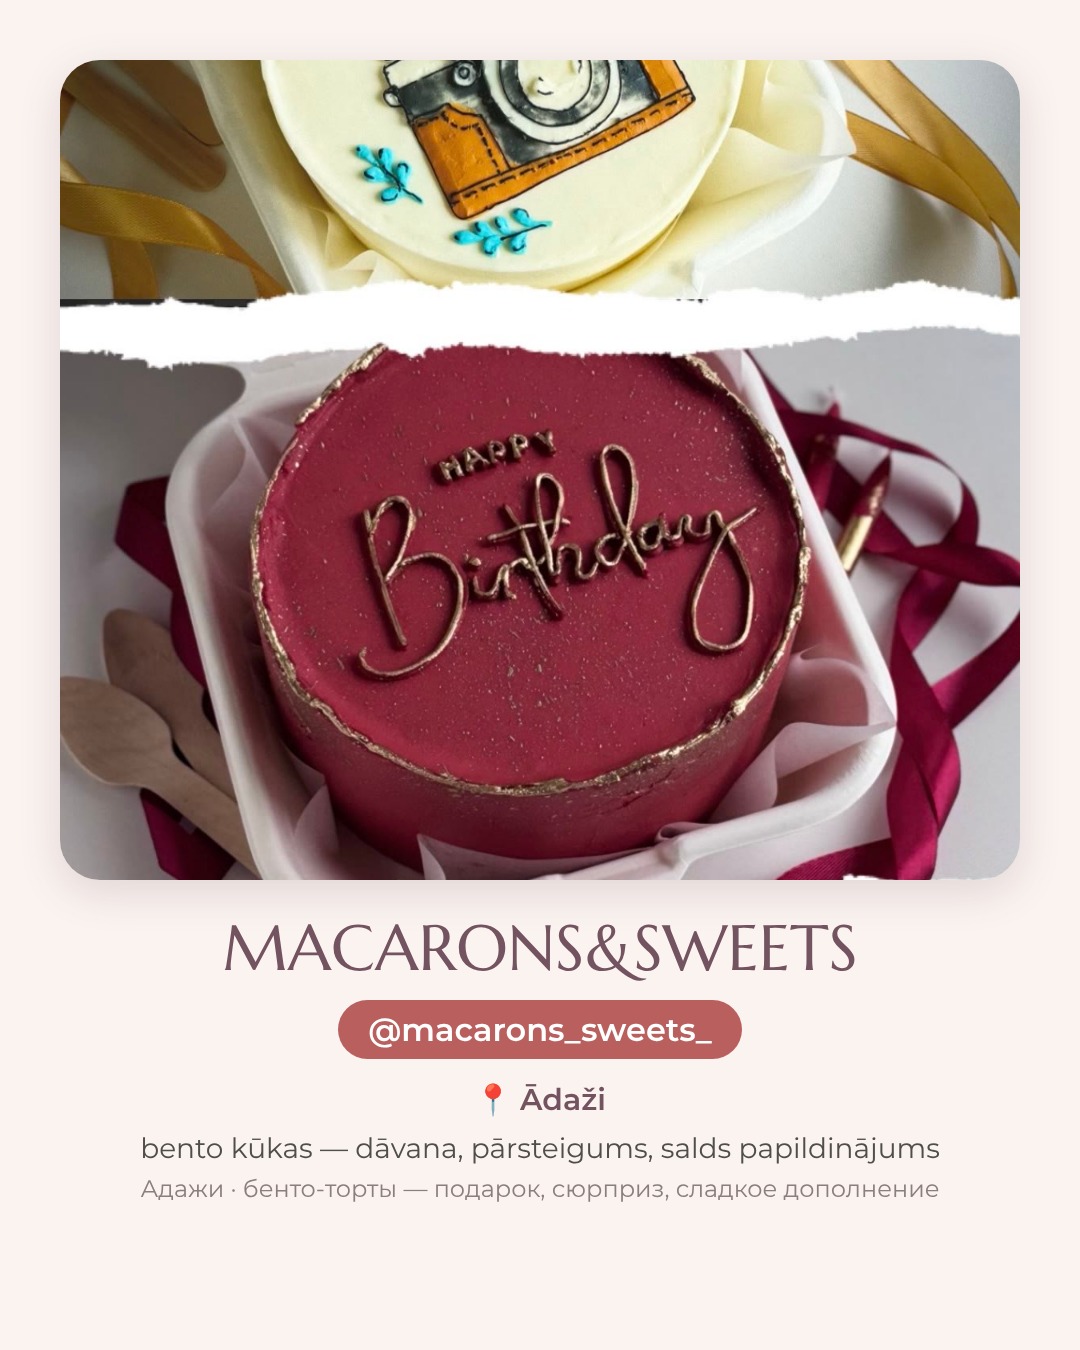 HAPPY
Birthday
MACARONS&SWEETS
@macarons_sweets_
📍 Ādaži
bento kūkas — dāvana, pārsteigums, salds papildinājums
Адажи · бенто-торты — подарок, сюрприз, сладкое дополнение